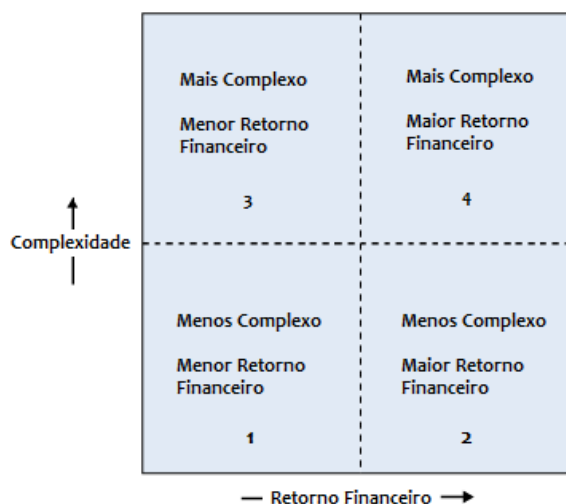 Mais Complexo
Menor Retorno
Financeiro
3
Mais Complexo
Maior Retorno
Financeiro
4
Complexidade
Menos Complexo
Menor Retorno
Financeiro
1
Menos Complexo
Maior Retorno
Financeiro
2
Retorno Financeiro